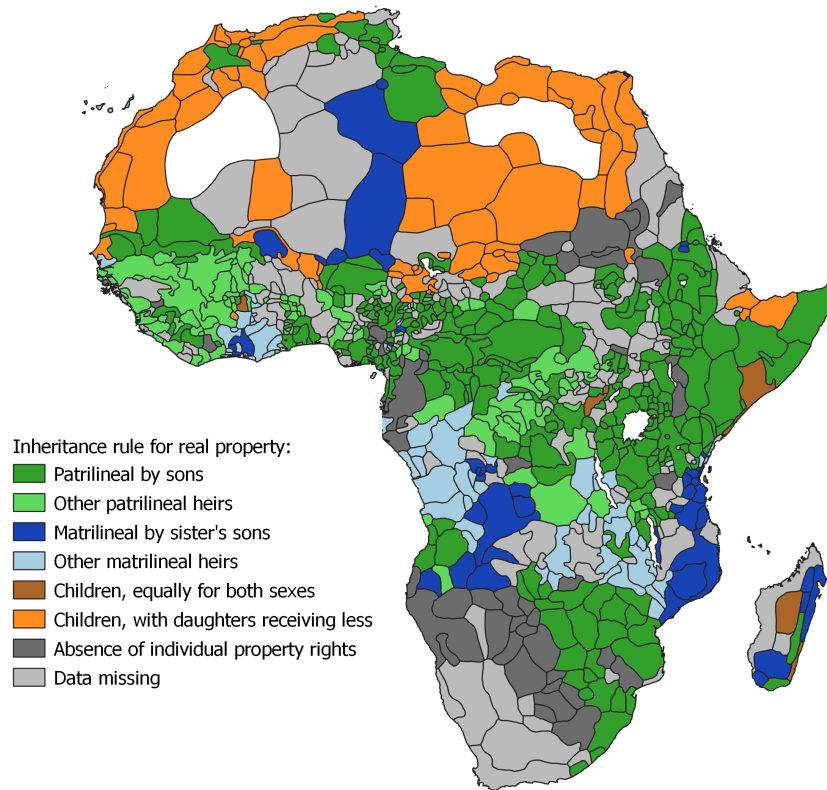 Inheritance rule for real property:
Patrilineal by sons
Other patrilineal heirs
Matrilineal by sister's sons
Other matrilineal heirs
Children, equally for both sexes
Children, with daughters receiving less
Absence of individual property rights
Data missing